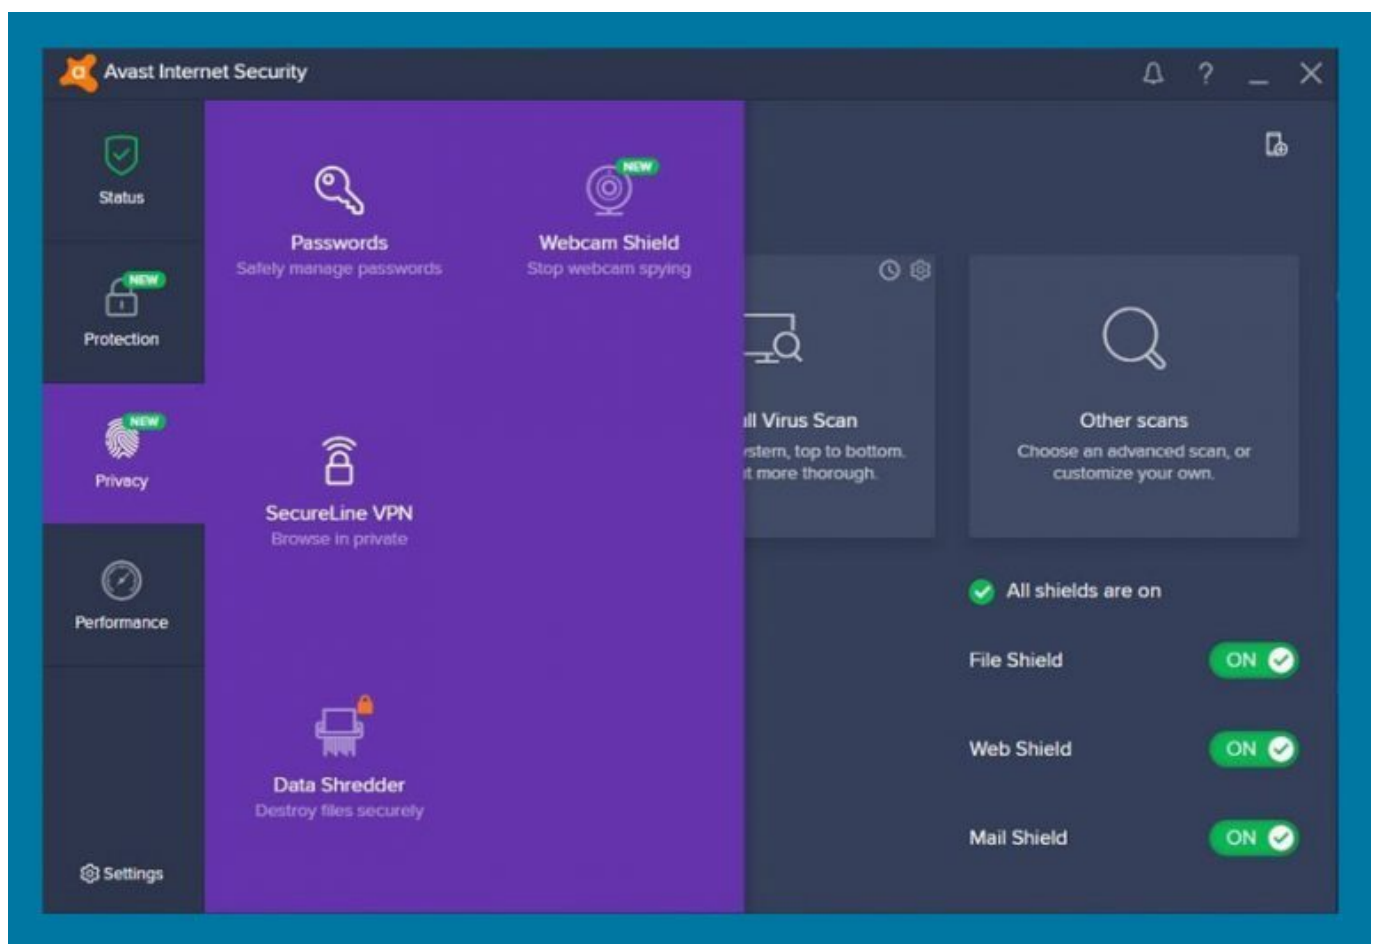 Avast Internet Security
?
Status
NEW
Protection
NEW
Privacy
Performance
Settings
NEW
Passwords
Safely manage passwords
Webcam Shield
Stop webcam spying
SecureLine VPN
Browse in private
Data Shredder
Destroy files securely
ll Virus Scan
stem, top to bottom.
t more thorough.
Other scans
Choose an advanced scan, or
customize your own.
All shields are on
File Shield
ON
Web Shield
ON
Mail Shield
ON